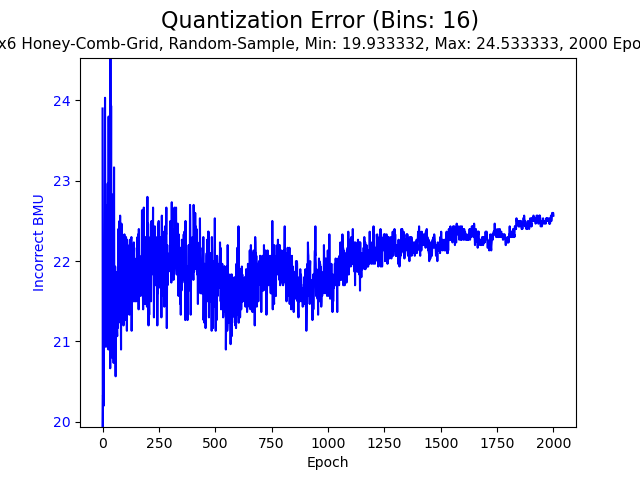 Quantization Error (Bins: 16)
x6 Honey-Comb-Grid, Random-Sample, Min: 19.933332, Max: 24.533333, 2000 Epo
24
23
22
21
20
Incorrect BMU
0 250 500 750 1000 1250 1500 1750 2000
Epoch